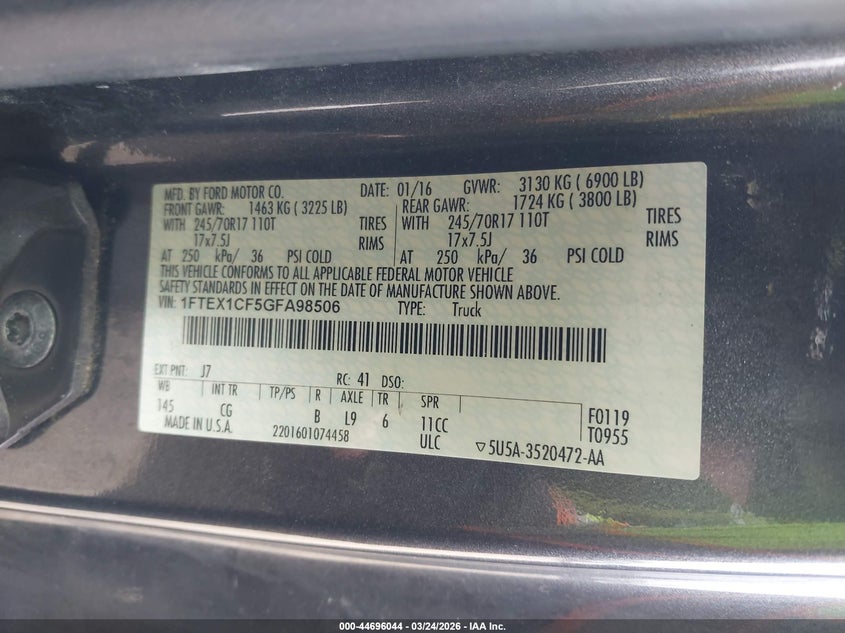 MFD. BY FORD MOTOR CO. DATE: 01/16 GVWR: 3130 KG ( 6900 LB)
FRONT GAWR: 1463 KG ( 3225 LB) REAR GAWR: 1724 KG ( 3800 LB)
WITH 245/70R17 110T TIRES WITH 245/70R17 110T TIRES
17x7.5J RIMS 17x7.5J RIMS
AT 250 kPa/ 36 PSI COLD AT 250 kPa/ 36 PSI COLD
THIS VEHICLE CONFORMS TO ALL APPLICABLE FEDERAL MOTOR VEHICLE
SAFETY STANDARDS IN EFFECT ON THE DATE OF MANUFACTURE SHOWN ABOVE.
VIN: 1FTEX1CF5GFA98506 TYPE: Truck
EXT PNT: J7 RC: 41 DSO:
WB INT TR TP/PS R AXLE TR SPR
145 CG B L9 6 11CC F0119
MADE IN U.S.A. 2201601074458 ULC T0955
5U5A-3520472-AA
000-44696044 | 03/24/2026 | IAA Inc.